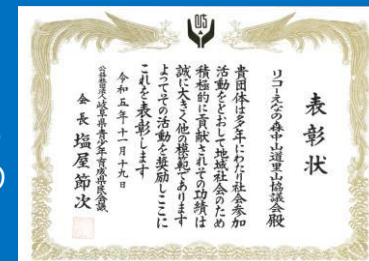 表彰状
リコーえなの森中山道里山協議会殿
貴団体は多年にわたり社会参加
活動をとおして地域社会のため
積極的に貢献されその功績は
誠に大きく他の模範であります
よってその活動を奨励しここに
これを表彰します
令和五年十一月十九日
公益社団法人岐阜県青少年育成県民会議
会長 塩屋節次